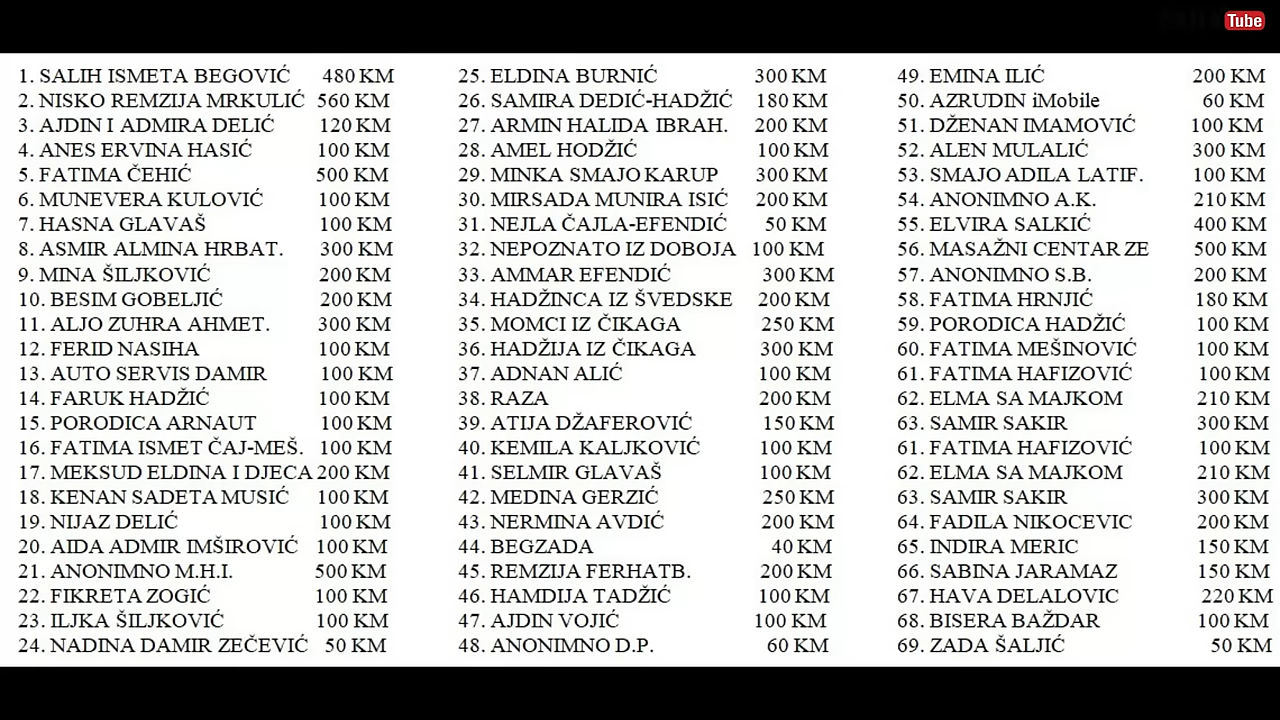 Tube
1. SALIH ISMETA BEGOVIĆ 480 KM
2. NISKO REMZIJA MRKULIĆ 560 KM
3. AJDIN I ADMIRA DELIĆ 120 KM
4. ANES ERVINA HASIĆ 100 KM
5. FATIMA ČEHIĆ 500 KM
6. MUNEVERA KULOVIĆ 100 KM
7. HASNA GLAVAŠ 100 KM
8. ASMIR ALMINA HRBAT. 300 KM
9. MINA ŠILJKOVIĆ 200 KM
10. BESIM GOBELJIĆ 200 KM
11. ALJO ZUHRA AHMET. 300 KM
12. FERID NASIHA 100 KM
13. AUTO SERVIS DAMIR 100 KM
14. FARUK HADŽIĆ 100 KM
15. PORODICA ARNAUT 100 KM
16. FATIMA ISMET ČAJ-MEŠ. 100 KM
17. MEKSUD ELDINA I DJECA 200 KM
18. KENAN SADETA MUSIĆ 100 KM
19. NIJAZ DELIĆ 100 KM
20. AIDA ADMIR IMŠIROVIĆ 100 KM
21. ANONIMNO M.H.I. 500 KM
22. FIKRETA ZOGIĆ 100 KM
23. ILJKA ŠILJKOVIĆ 100 KM
24. NADINA DAMIR ZEČEVIĆ 50 KM
25. ELDINA BURNIĆ 300 KM
26. SAMIRA DEDIĆ-HADŽIĆ 180 KM
27. ARMIN HALIDA IBRAH. 200 KM
28. AMEL HODŽIĆ 100 KM
29. MINKA SMAJO KARUP 300 KM
30. MIRSADA MUNIRA ISIĆ 200 KM
31. NEJLA ČAJLA-EFENDIĆ 50 KM
32. NEPOZNATO IZ DOBOJA 100 KM
33. AMMAR EFENDIĆ 300 KM
34. HADŽINCA IZ ŠVEDSKE 200 KM
35. MOMCI IZ ČIKAGA 250 KM
36. HADŽIJA IZ ČIKAGA 300 KM
37. ADNAN ALIĆ 100 KM
38. RAZA 200 KM
39. ATIJA DŽAFEROVIĆ 150 KM
40. KEMILA KALJKOVIĆ 100 KM
41. SELMIR GLAVAŠ 100 KM
42. MEDINA GERZIĆ 250 KM
43. NERMINA AVDIĆ 200 KM
44. BEGZADA 40 KM
45. REMZIJA FERHATB. 200 KM
46. HAMDIJA TADŽIĆ 100 KM
47. AJDIN VOJIĆ 100 KM
48. ANONIMNO D.P. 60 KM
49. EMINA ILIĆ 200 KM
50. AZRUDIN iMobile 60 KM
51. DŽENAN IMAMOVIĆ 100 KM
52. ALEN MULALIĆ 300 KM
53. SMAJO ADILA LATIF. 100 KM
54. ANONIMNO A.K. 210 KM
55. ELVIRA SALKIĆ 400 KM
56. MASAŽNI CENTAR ZE 500 KM
57. ANONIMNO S.B. 200 KM
58. FATIMA HRNJIĆ 180 KM
59. PORODICA HADŽIĆ 100 KM
60. FATIMA MEŠINOVIĆ 100 KM
61. FATIMA HAFIZOVIĆ 100 KM
62. ELMA SA MAJKOM 210 KM
63. SAMIR SAKIR 300 KM
61. FATIMA HAFIZOVIĆ 100 KM
62. ELMA SA MAJKOM 210 KM
63. SAMIR SAKIR 300 KM
64. FADILA NIKOCEVIC 200 KM
65. INDIRA MERIC 150 KM
66. SABINA JARAMAZ 150 KM
67. HAVA DELALOVIC 220 KM
68. BISERA BAŽDAR 100 KM
69. ZADA ŠALJIĆ 50 KM